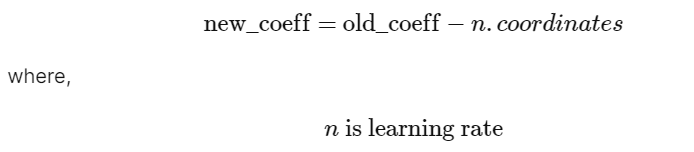 new_coeff = old_coeff − n. coordinates
where,
n is learning rate